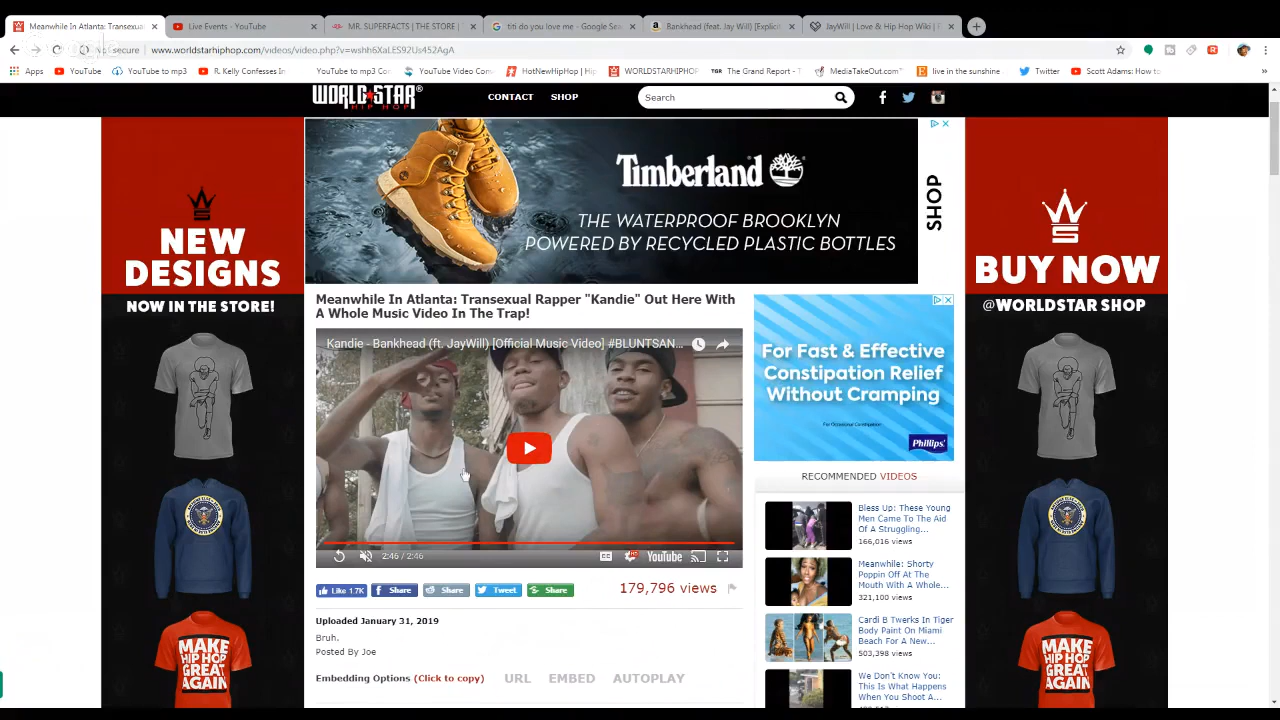 Meanwhile In Atlanta: Transexual
Live Events - YouTube
MR. SUPERFACTS | THE STORE |
titi do you love me - Google Sea
Bankhead (feat. Jay Will) [Explicit
JayWill | Love & Hip Hop Wiki | F
secure
www.worldstarhiphop.com/videos/video.php?v=wshh6XaLES92Us452AgA
Apps
YouTube
YouTube to mp3
R. Kelly Confesses In
YouTube to mp3 Con
YouTube Video Conv
HotNewHipHop | Hip
WORLDSTARHIPHOP
TGR The Grand Report - T
MediaTakeOut.com™
live in the sunshine
Twitter
Scott Adams: How to
»
WORLD STAR
HIP HOP
CONTACT
SHOP
Search
NEW
DESIGNS
NOW IN THE STORE!
Timberland
THE WATERPROOF BROOKLYN
POWERED BY RECYCLED PLASTIC BOTTLES
SHOP
BUY NOW
@WORLDSTAR SHOP
Meanwhile In Atlanta: Transexual Rapper "Kandie" Out Here With
A Whole Music Video In The Trap!
Kandie - Bankhead (ft. JayWill) [Official Music Video] #BLUNTSAN...
2:46 / 2:46
CC
HD
YouTube
Like 1.7K
Share
Share
Tweet
Share
179,796 views
Uploaded January 31, 2019
Bruh.
Posted By Joe
Embedding Options (Click to copy)
URL
EMBED
AUTOPLAY
For Fast & Effective
Constipation Relief
Without Cramping
For Occasional Constipation
Phillips'
RECOMMENDED VIDEOS
Bless Up: These Young
Men Came To The Aid
Of A Struggling...
166,016 views
Meanwhile: Shorty
Poppin Off At The
Mouth With A Whole...
321,100 views
Cardi B Twerks In Tiger
Body Paint On Miami
Beach For A New...
503,398 views
We Don't Know You:
This Is What Happens
When You Shoot A...
MAKE
HIP HOP
GREAT
AGAIN
MAKE
HIP HOP
GREAT
AGAIN